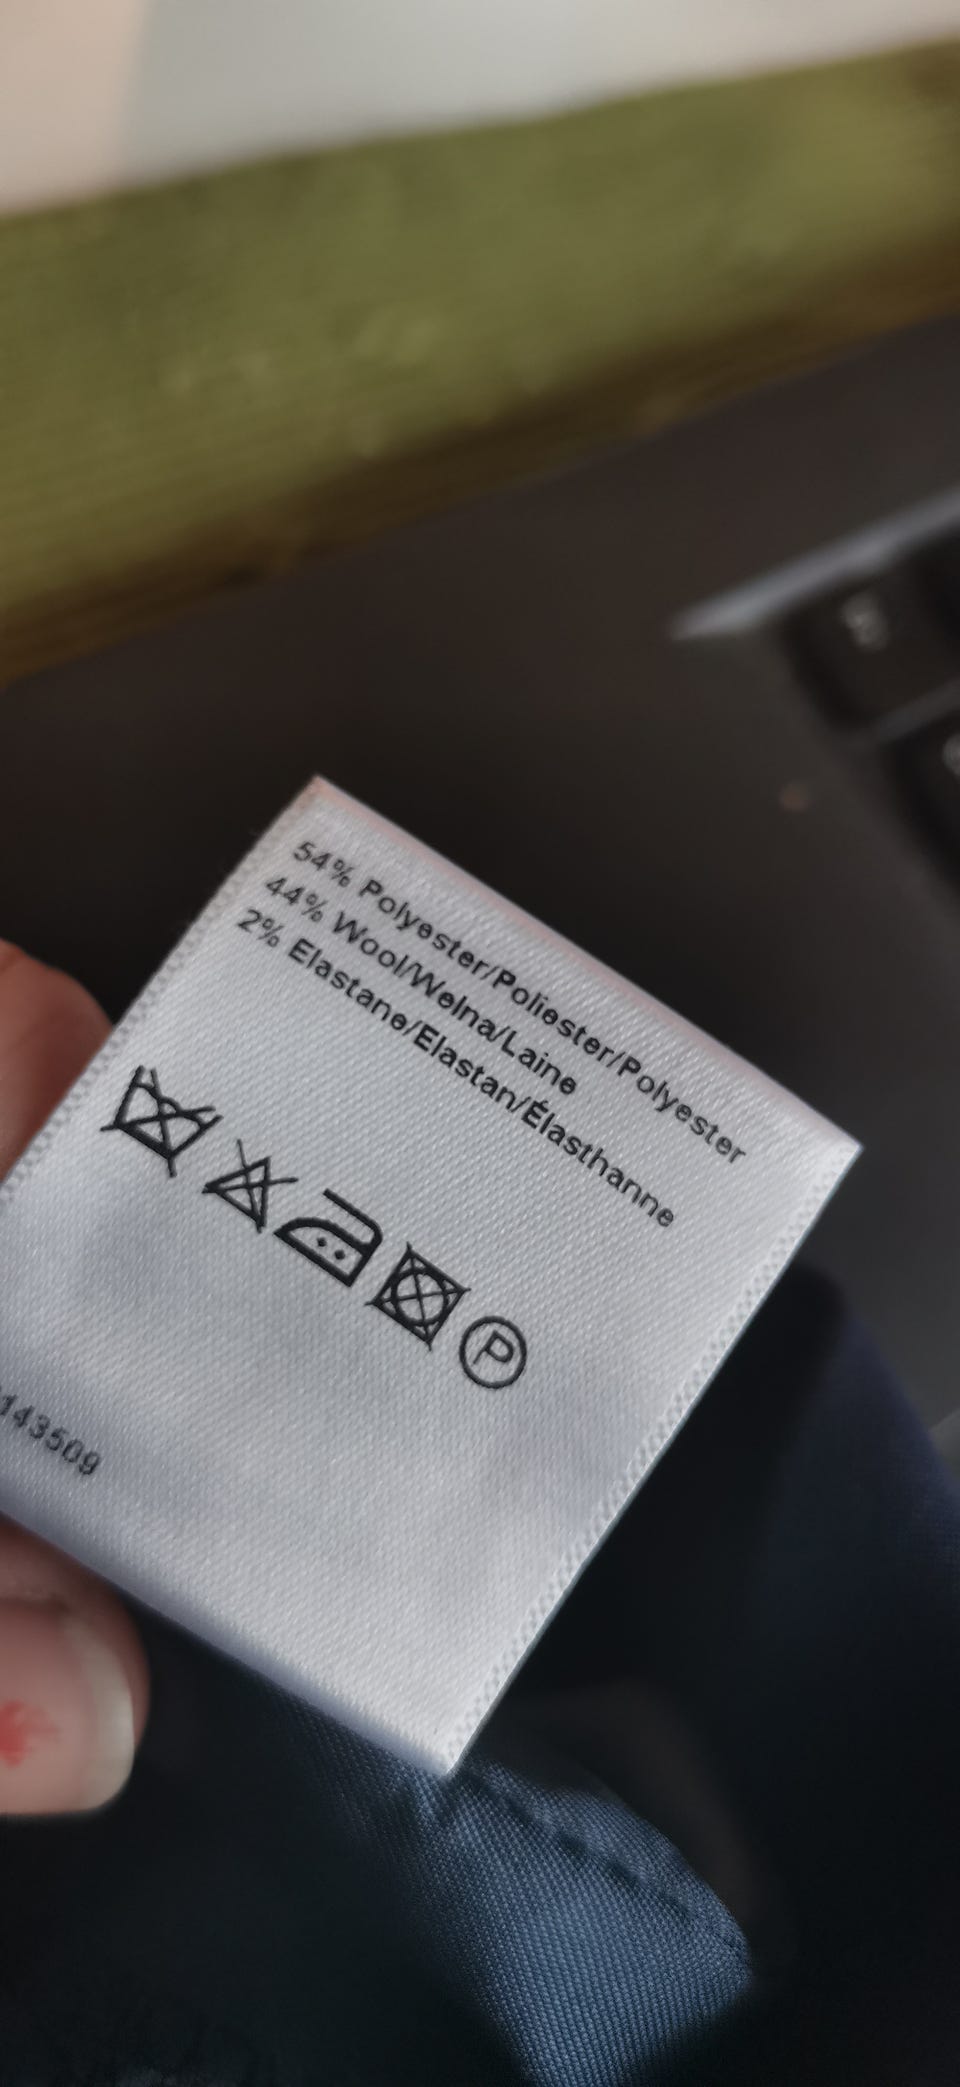 54% Polyester/Poliester/Polyester
44% Wool/Wełna/Laine
2% Elastane/Elastan/Élasthanne
P
143509